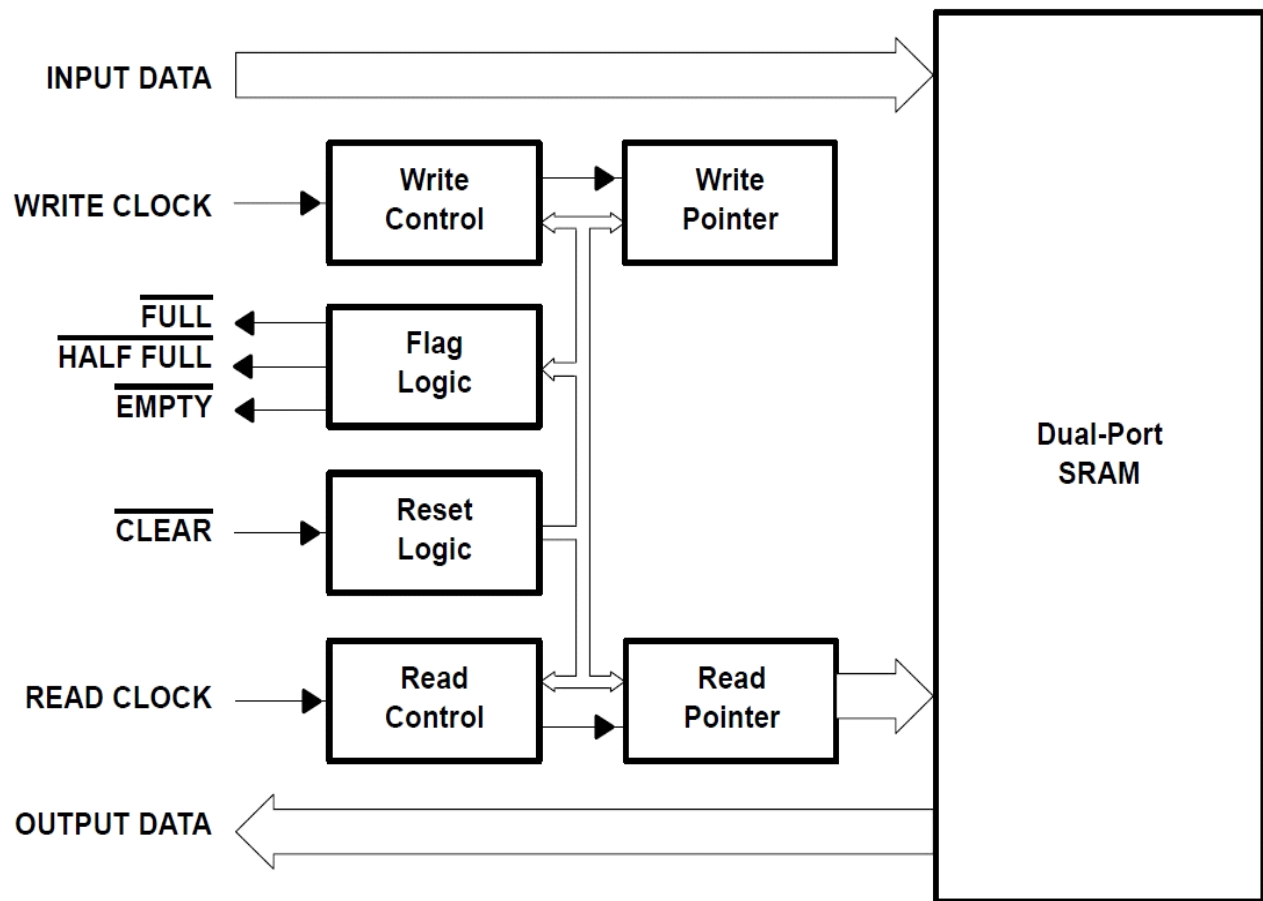 INPUT DATA
WRITE CLOCK
Write
Control
Write
Pointer
FULL
HALF FULL
EMPTY
Flag
Logic
Dual-Port
SRAM
CLEAR
Reset
Logic
READ CLOCK
Read
Control
Read
Pointer
OUTPUT DATA